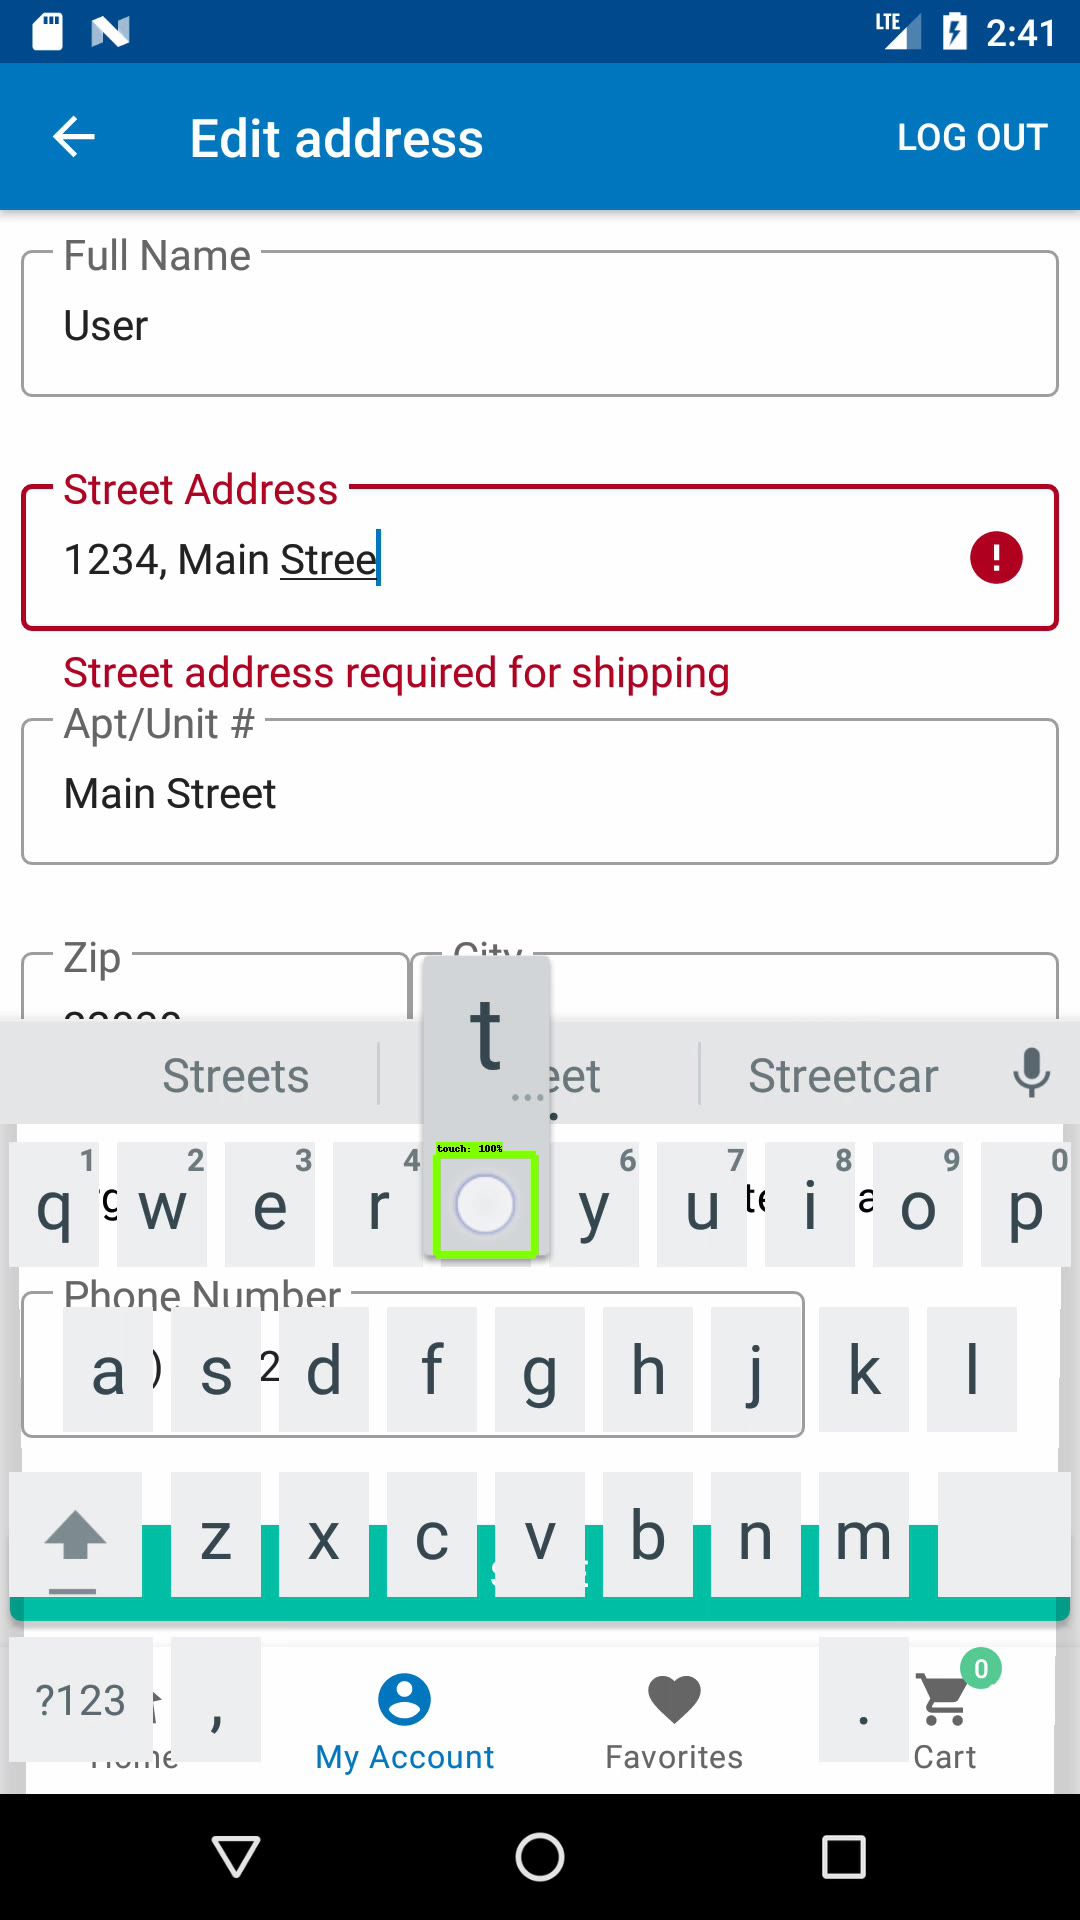 LTE 2:41
Edit address LOG OUT
Full Name
User
Street Address
1234, Main Stree
!
Street address required for shipping
Apt/Unit #
Main Street
Zip City
t
Streets eet Streetcar
touch: 100%
1 2 3 4 6 7 8 9 0
q w e r y u i o p
Phone Number
a s d f g h j k l
z x c v b n m
?123 , .
0
Home My Account Favorites Cart